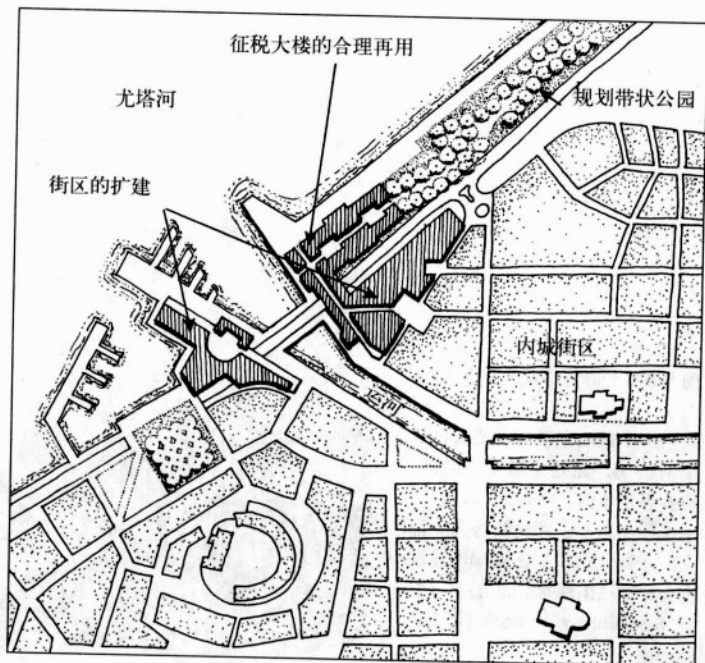 征税大楼的合理再用
尤塔河
规划带状公园
街区的扩建
内城街区
运河